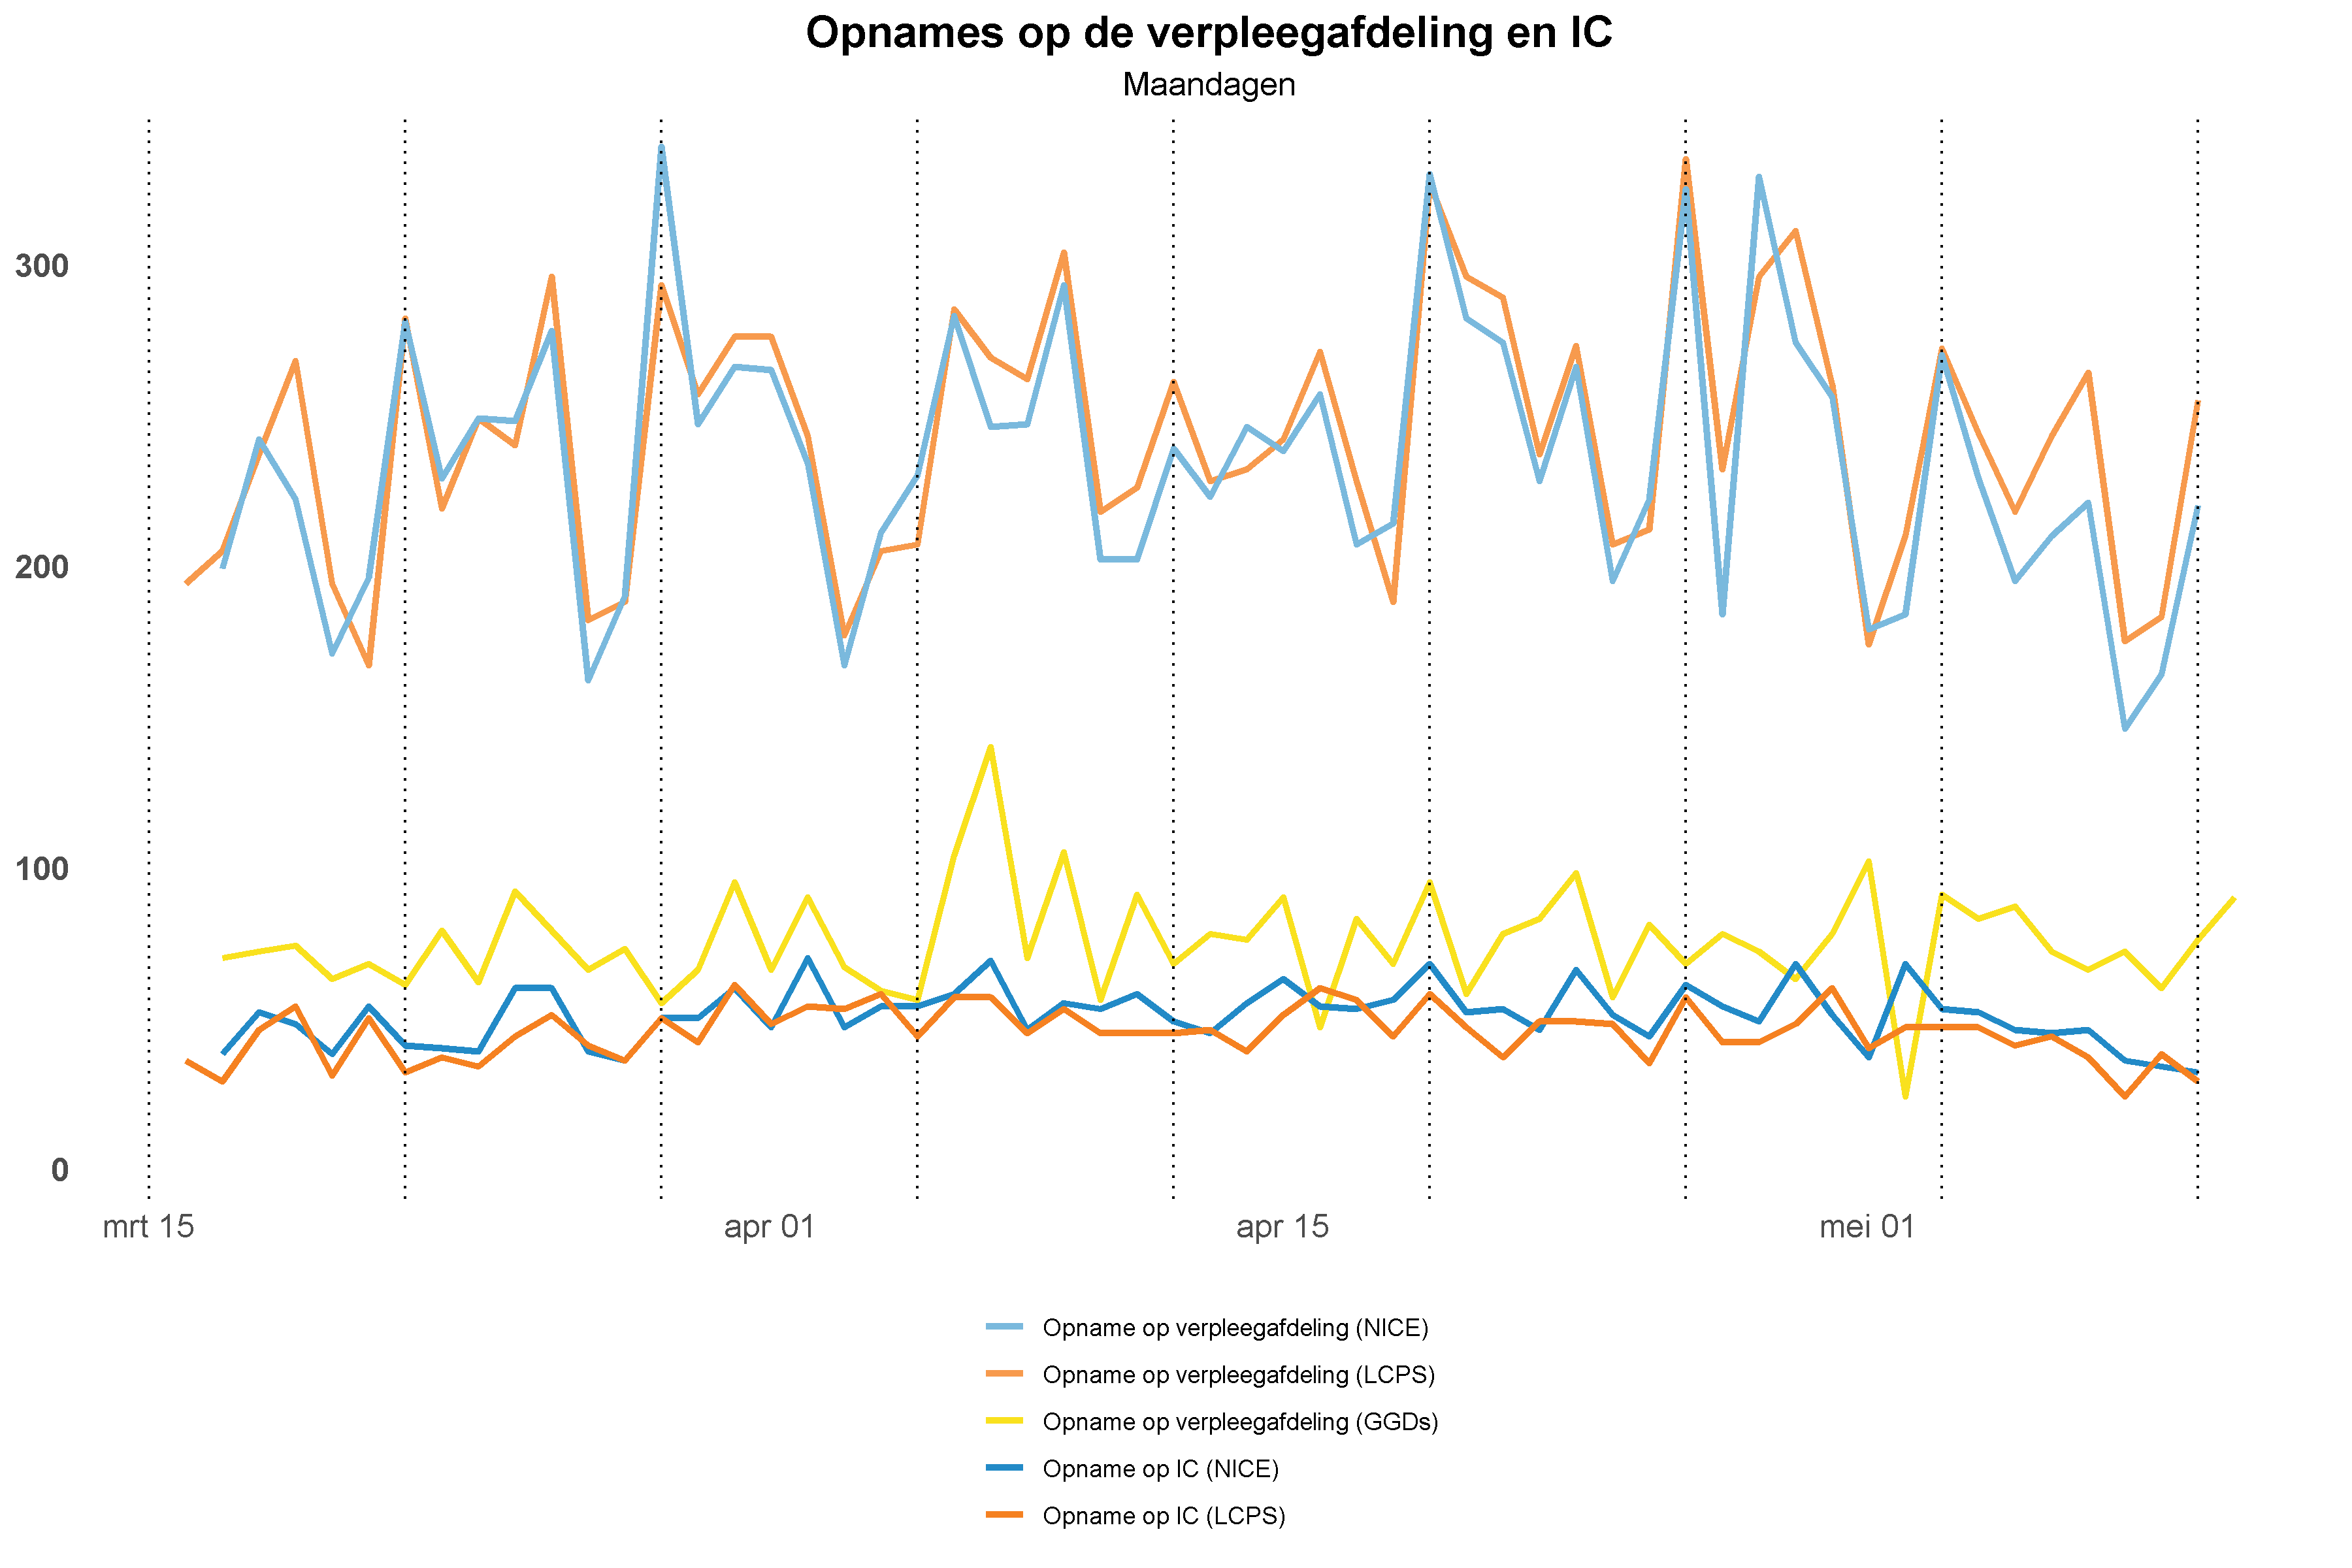 Opnames op de verpleegafdeling en IC
Maandagen
300
200
100
0
mrt 15
apr 01
apr 15
mei 01
Opname op verpleegafdeling (NICE)
Opname op verpleegafdeling (LCPS)
Opname op verpleegafdeling (GGDs)
Opname op IC (NICE)
Opname op IC (LCPS)